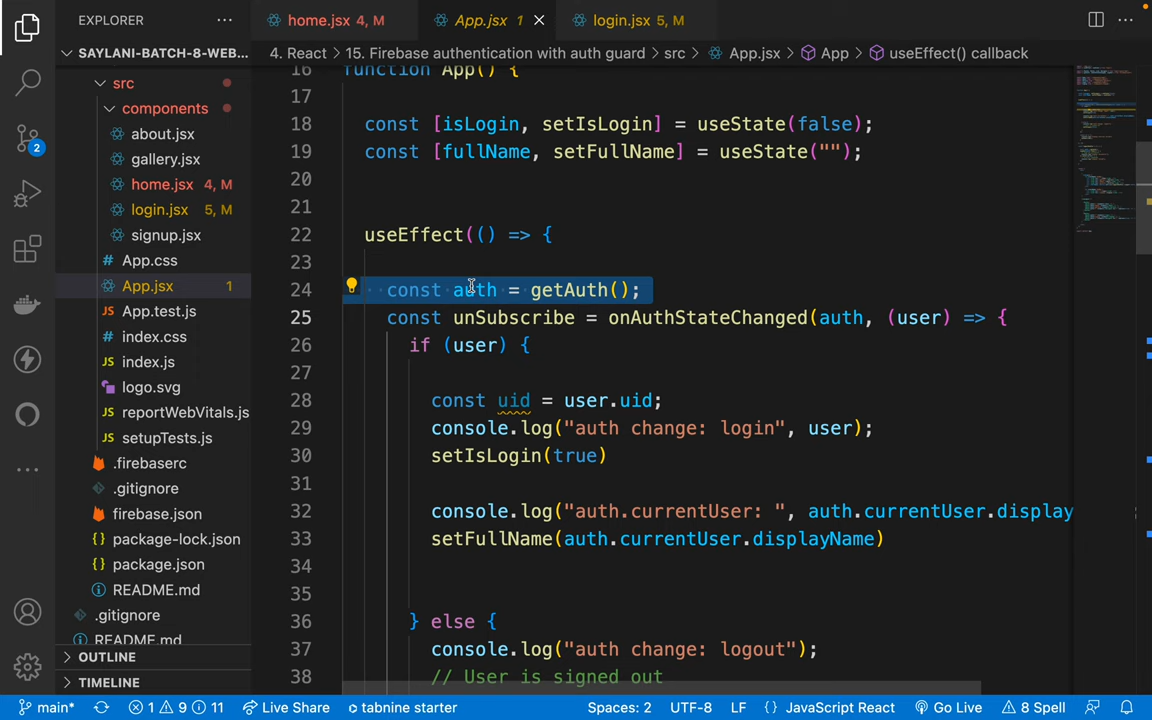 EXPLORER
home.jsx 4, M
App.jsx 1
login.jsx 5, M
SAYLANI-BATCH-8-WEB...
4. React › 15. Firebase authentication with auth guard › src › App.jsx › App › useEffect() callback
src
components
about.jsx
gallery.jsx
home.jsx 4, M
login.jsx 5, M
signup.jsx
App.css
App.jsx 1
App.test.js
index.css
index.js
logo.svg
reportWebVitals.js
setupTests.js
.firebaserc
.gitignore
firebase.json
package-lock.json
package.json
README.md
.gitignore
README.md
OUTLINE
TIMELINE
2
16 function App() {
17
18 const [isLogin, setIsLogin] = useState(false);
19 const [fullName, setFullName] = useState("");
20
21
22 useEffect(() => {
23
24 const auth = getAuth();
25 const unSubscribe = onAuthStateChanged(auth, (user) => {
26 if (user) {
27
28 const uid = user.uid;
29 console.log("auth change: login", user);
30 setIsLogin(true)
31
32 console.log("auth.currentUser: ", auth.currentUser.display
33 setFullName(auth.currentUser.displayName)
34
35
36 } else {
37 console.log("auth change: logout");
38 // User is signed out
main* 1 9 11 Live Share tabnine starter Spaces: 2 UTF-8 LF {} JavaScript React Go Live 8 Spell